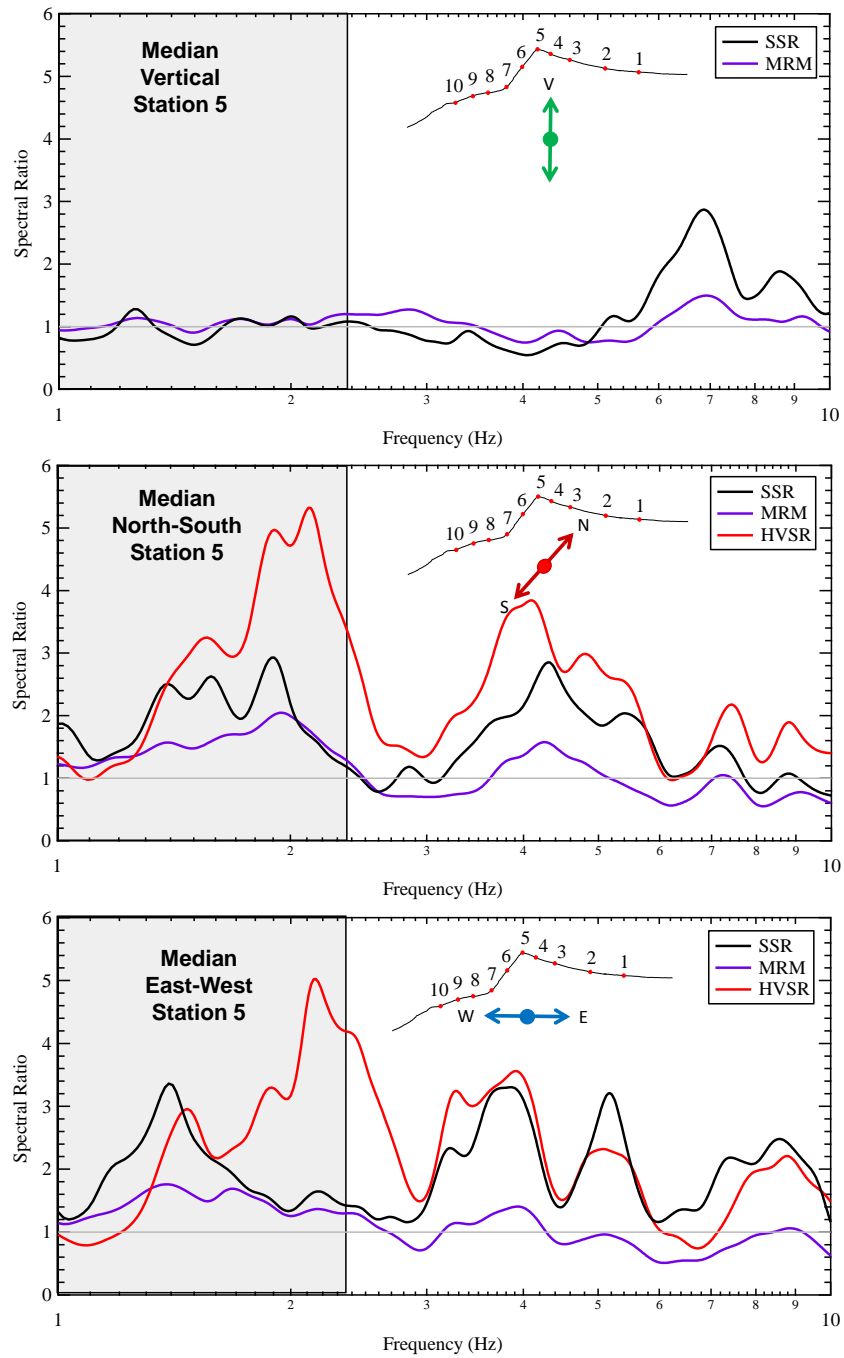 Median
Vertical
Station 5
10 9 8 7 6 5 4 3 2 1
V
SSR
MRM
Spectral Ratio
6
5
4
3
2
1
0
1 2 3 4 5 6 7 8 9 10
Frequency (Hz)
Median
North-South
Station 5
10 9 8 7 6 5 4 3 2 1
N
S
SSR
MRM
HVSR
Spectral Ratio
6
5
4
3
2
1
0
1 2 3 4 5 6 7 8 9 10
Frequency (Hz)
Median
East-West
Station 5
10 9 8 7 6 5 4 3 2 1
W E
SSR
MRM
HVSR
Spectral Ratio
6
5
4
3
2
1
0
1 2 3 4 5 6 7 8 9 10
Frequency (Hz)